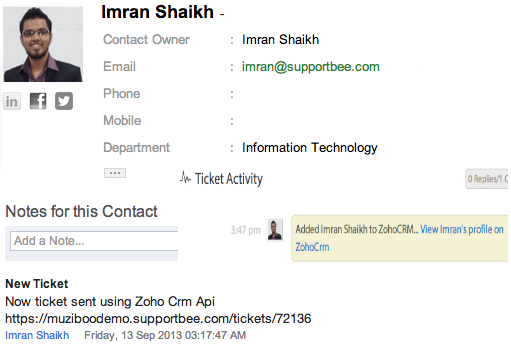 Imran Shaikh -
Contact Owner : Imran Shaikh
Email : imran@supportbee.com
Phone :
Mobile :
Department : Information Technology
... Ticket Activity 0 Replies/1 C
Notes for this Contact
Add a Note...
3:47 pm Added Imran Shaikh to ZohoCRM... View Imran's profile on
ZohoCrm
New Ticket
Now ticket sent using Zoho Crm Api
https://muziboodemo.supportbee.com/tickets/72136
Imran Shaikh Friday, 13 Sep 2013 03:17:47 AM